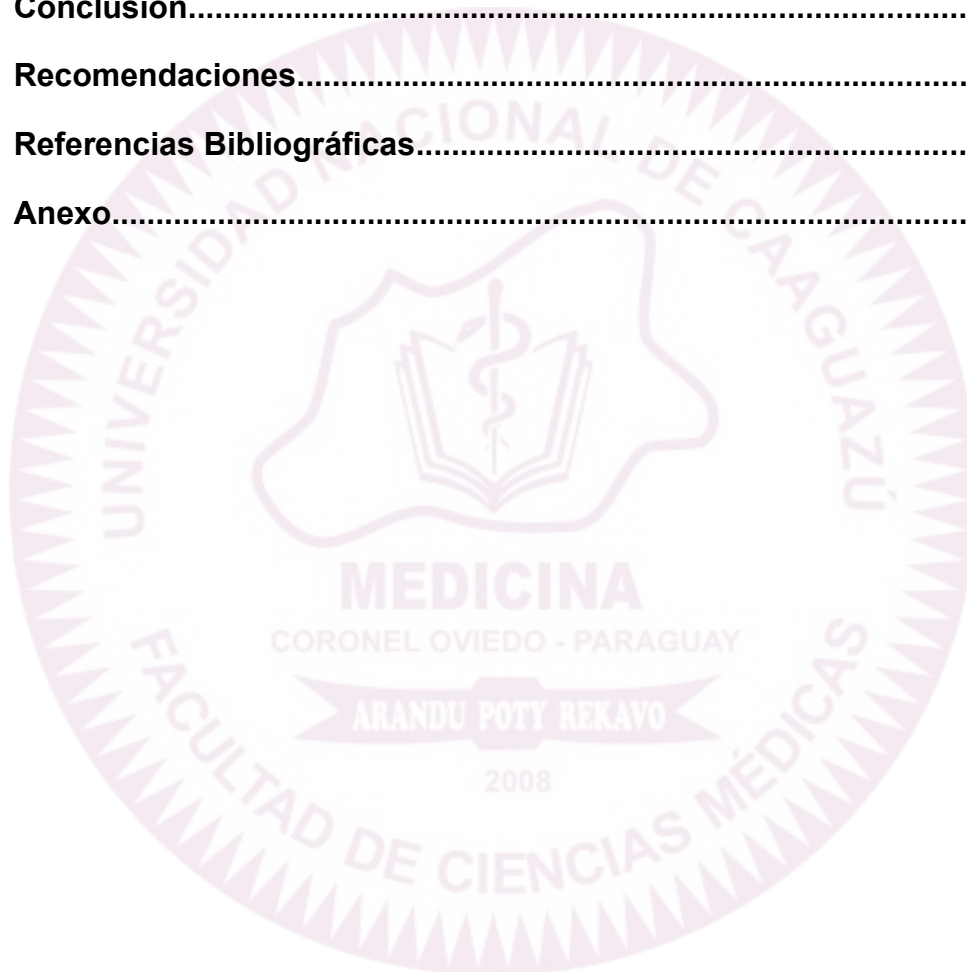 Conclusión.....................................................................................
Recomendaciones.........................................................................
Referencias Bibliográficas............................................................
Anexo..............................................................................................
UNIVERSIDAD NACIONAL DE CAAGUAZÚ
MEDICINA
CORONEL OVIEDO - PARAGUAY
ARANDU POTY REKAVO
2008
FACULTAD DE CIENCIAS MÉDICAS